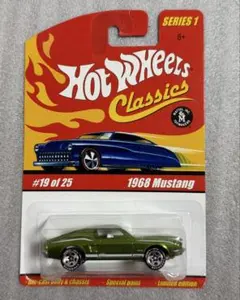 SERIES 1
8+
Hot Wheels
Classics
#19 of 25
1968 Mustang
Die-cast body & chassis
Special paint
Limited edition